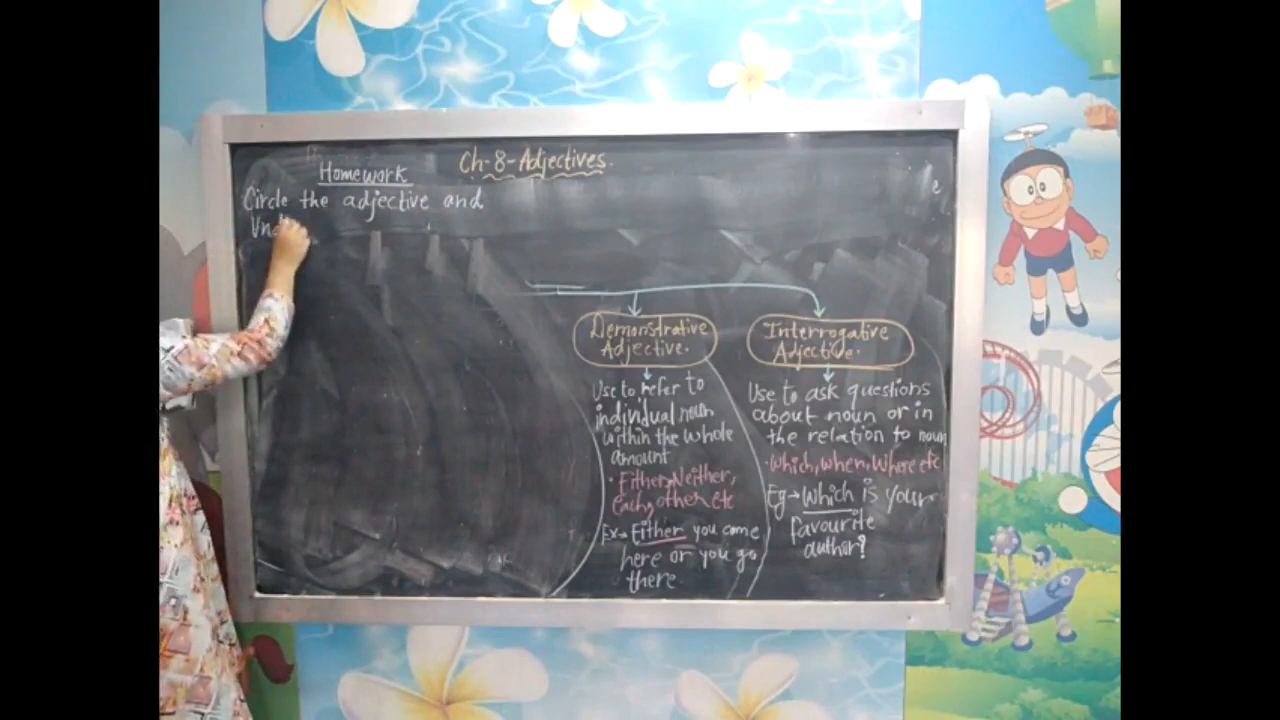 Ch-8-Adjectives.
Homework
Circle the adjective and
Und
e
Demonstrative
Adjective.
Use to refer to
individual noun
within the whole
amount
· Either, Neither,
Each, other etc
Ex→ Either you come
here or you go
there.
Interrogative
Adjective.
Use to ask questions
about noun or in
the relation to noun
· Which, when, Where etc
Eg→ Which is your
favourite
author?